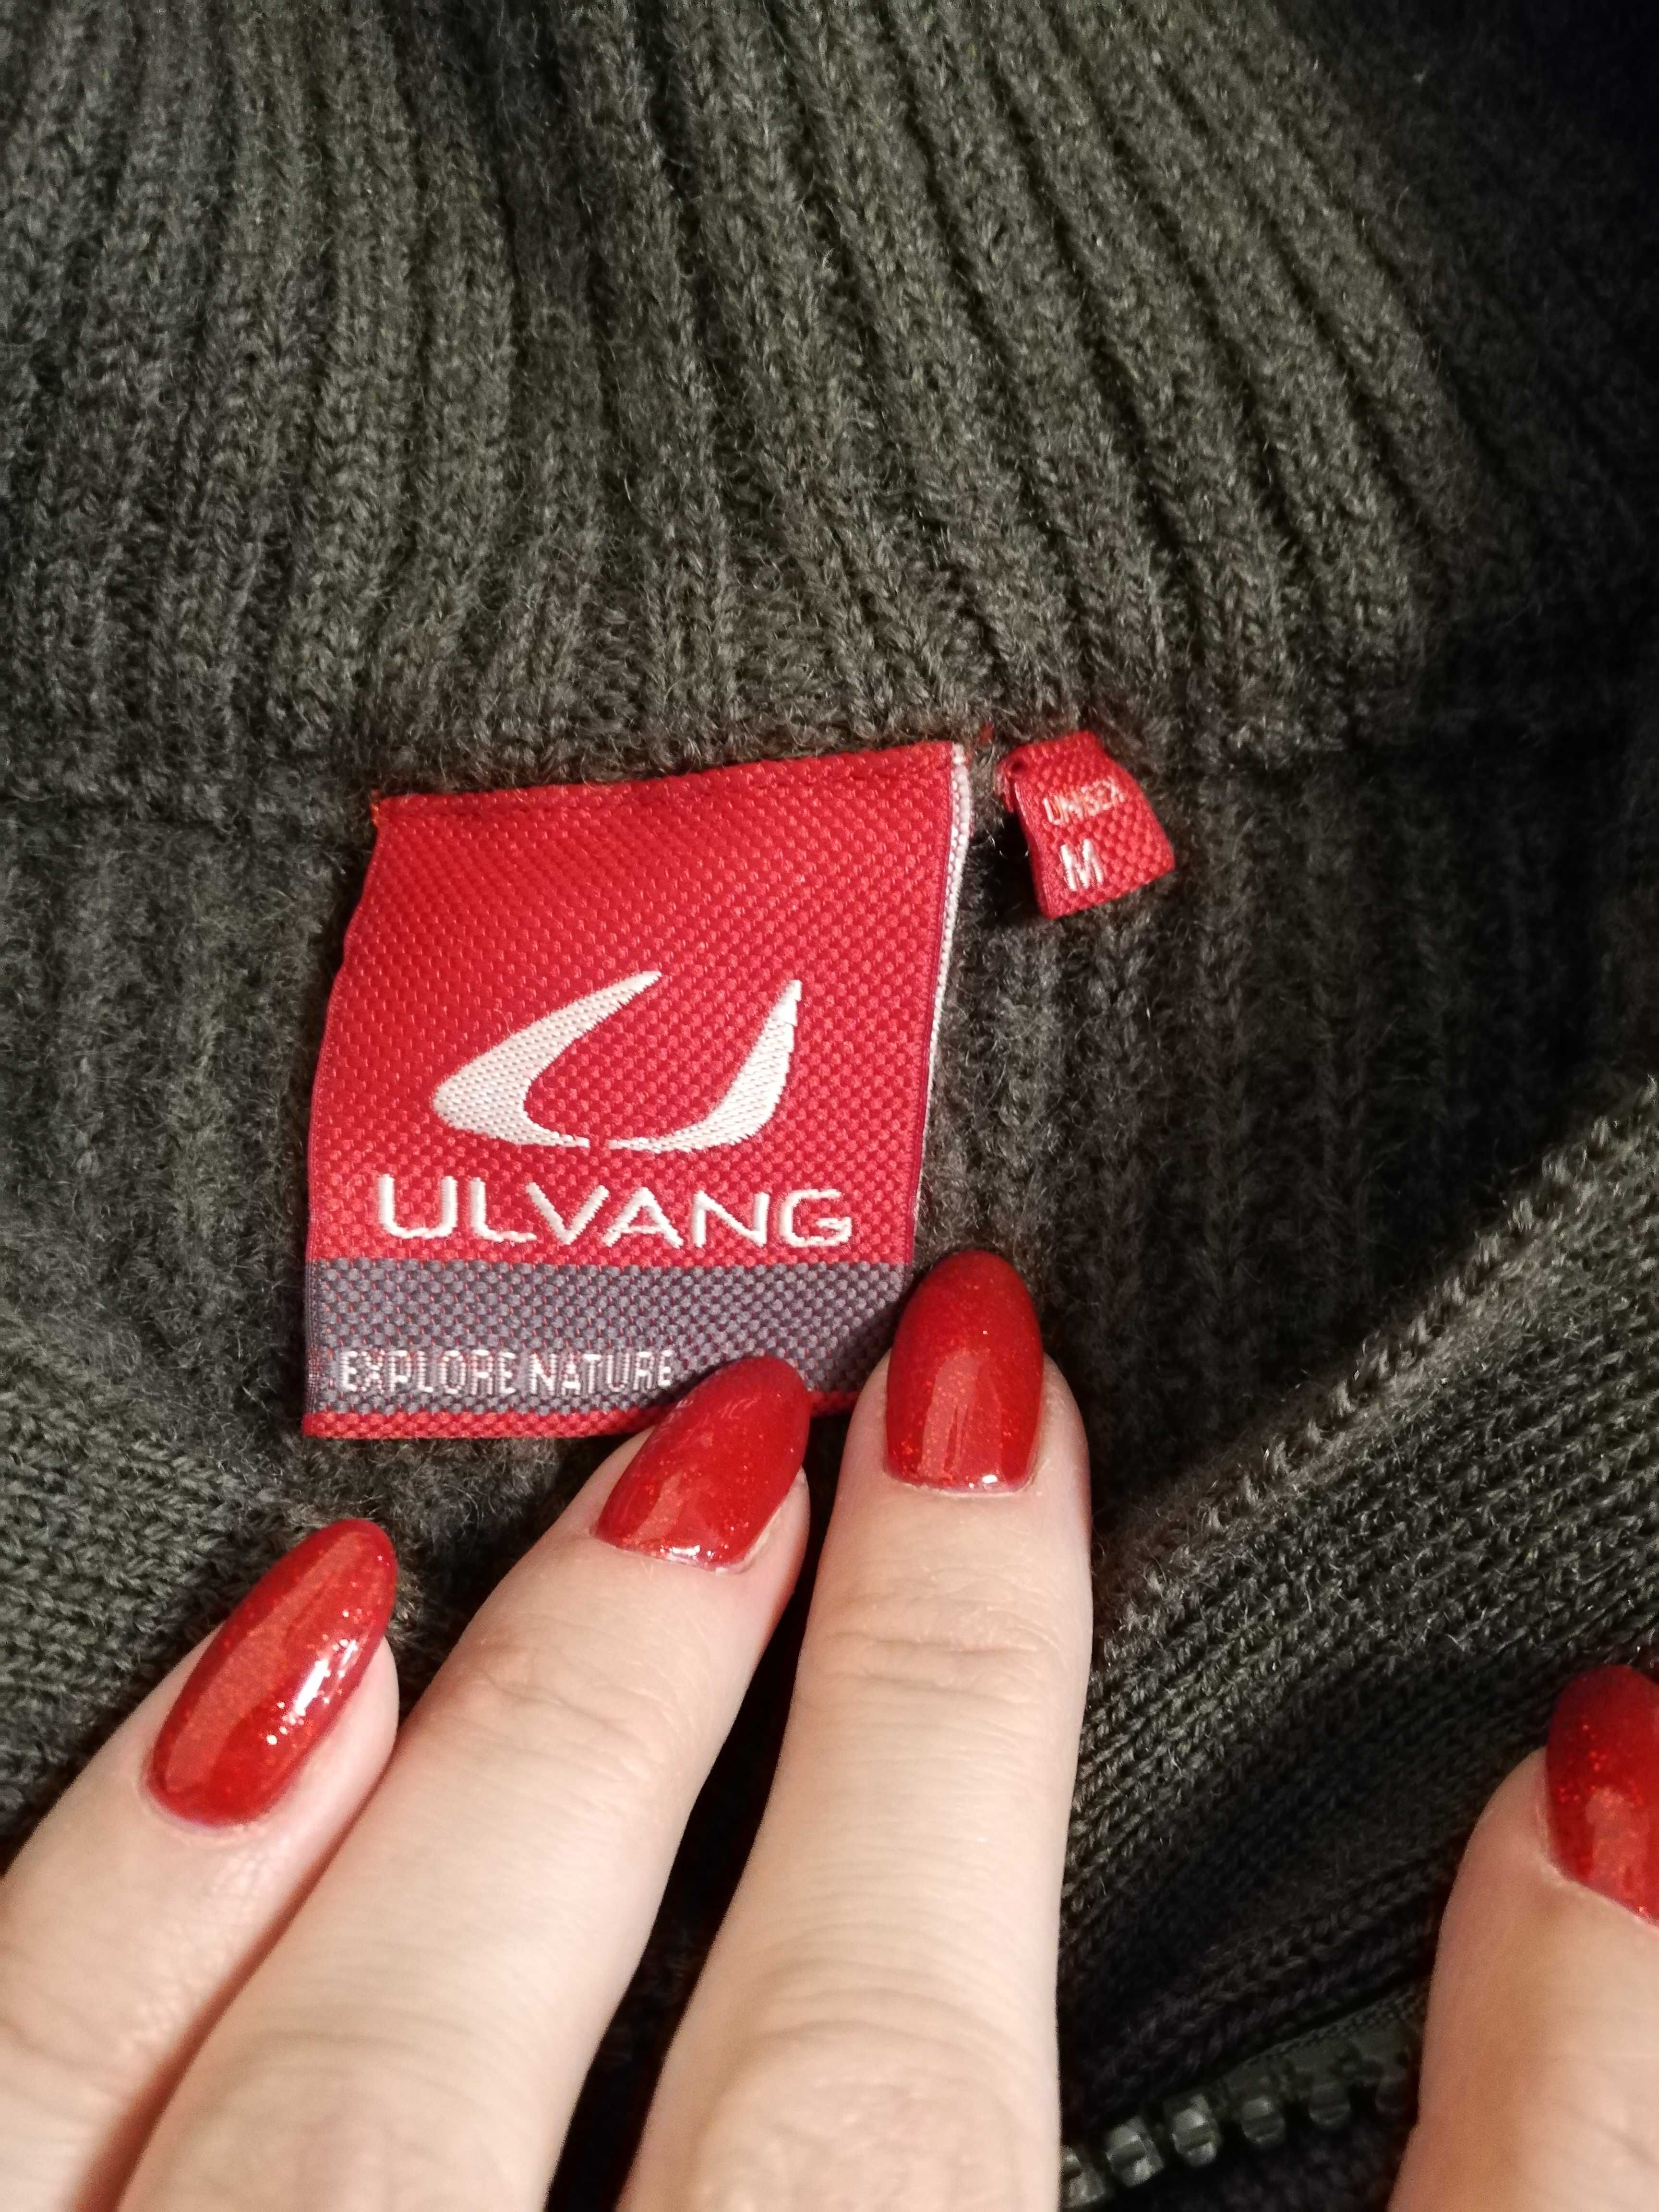 ULVANG
EXPLORE NATURE
UNISEX
M